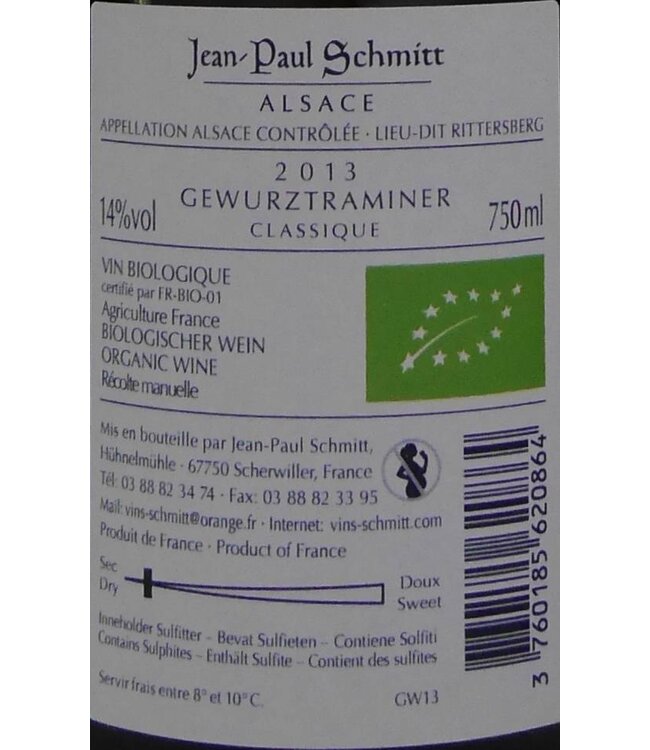 Jean-Paul Schmitt
ALSACE
APPELLATION ALSACE CONTRÔLÉE · LIEU-DIT RITTERSBERG
2013
GEWURZTRAMINER
14%vol
750ml
CLASSIQUE
VIN BIOLOGIQUE
certifié par FR-BIO-01
Agriculture France
BIOLOGISCHER WEIN
ORGANIC WINE
Récolte manuelle
Mis en bouteille par Jean-Paul Schmitt,
Hühnelmühle · 67750 Scherwiller, France
Tél: 03 88 82 34 74 · Fax: 03 88 82 33 95
Mail: vins-schmitt@orange.fr · Internet: vins-schmitt.com
Produit de France · Product of France
Sec
Dry
Doux
Sweet
Inneholder Sulfitter – Bevat Sulfieten – Contiene Solfiti
Contains Sulphites – Enthält Sulfite – Contient des sulfites
Servir frais entre 8° et 10°C.
GW13
3 760185 620864